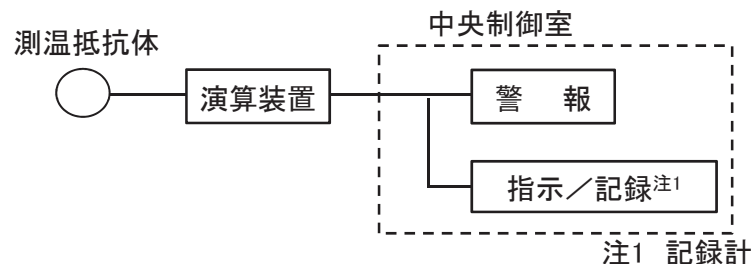 中央制御室
測温抵抗体
演算装置
警 報
指示／記録注1
注1 記録計